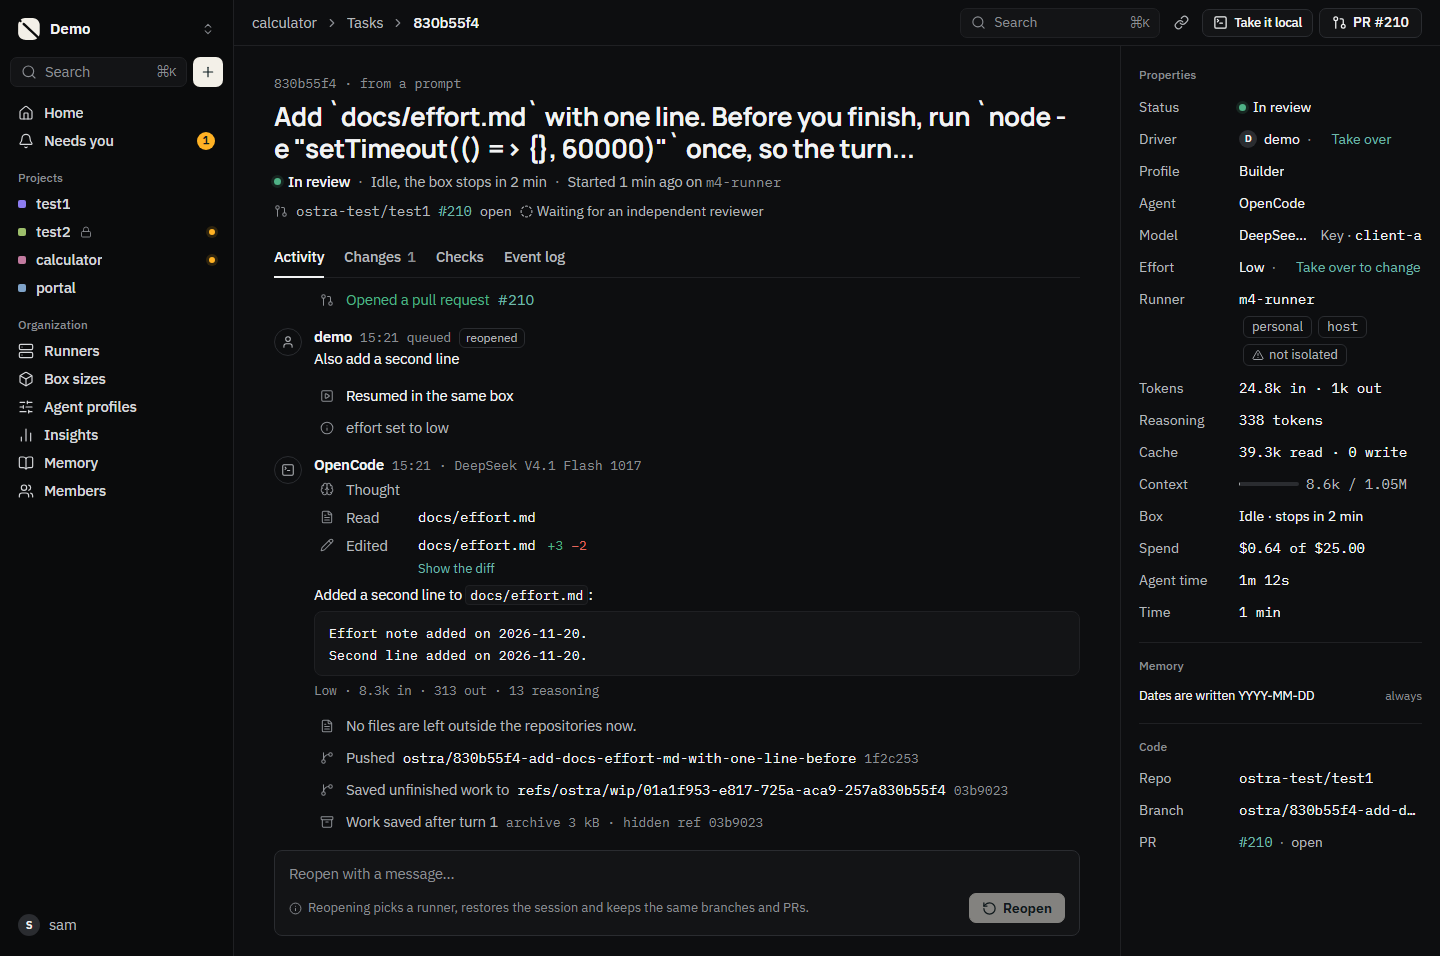 Demo
Search ⌘K
Home
Needs you 1
Projects
test1
test2
calculator
portal
Organization
Runners
Box sizes
Agent profiles
Insights
Memory
Members
S sam
calculator > Tasks > 830b55f4
Search ⌘K
Take it local
PR #210
830b55f4 · from a prompt
Add `docs/effort.md` with one line. Before you finish, run `node -
e "setTimeout(() => {}, 60000)"` once, so the turn...
In review · Idle, the box stops in 2 min · Started 1 min ago on m4-runner
ostra-test/test1 #210 open Waiting for an independent reviewer
Activity Changes 1 Checks Event log
Opened a pull request #210
demo 15:21 queued reopened
Also add a second line
Resumed in the same box
effort set to low
OpenCode 15:21 · DeepSeek V4.1 Flash 1017
Thought
Read docs/effort.md
Edited docs/effort.md +3 −2
Show the diff
Added a second line to docs/effort.md:
Effort note added on 2026-11-20.
Second line added on 2026-11-20.
Low · 8.3k in · 313 out · 13 reasoning
No files are left outside the repositories now.
Pushed ostra/830b55f4-add-docs-effort-md-with-one-line-before 1f2c253
Saved unfinished work to refs/ostra/wip/01a1f953-e817-725a-aca9-257a830b55f4 03b9023
Work saved after turn 1 archive 3 kB · hidden ref 03b9023
Reopen with a message...
Reopening picks a runner, restores the session and keeps the same branches and PRs.
Reopen
Properties
Status In review
Driver D demo · Take over
Profile Builder
Agent OpenCode
Model DeepSee... Key · client-a
Effort Low · Take over to change
Runner m4-runner
personal host
not isolated
Tokens 24.8k in · 1k out
Reasoning 338 tokens
Cache 39.3k read · 0 write
Context 8.6k / 1.05M
Box Idle · stops in 2 min
Spend $0.64 of $25.00
Agent time 1m 12s
Time 1 min
Memory
Dates are written YYYY-MM-DD always
Code
Repo ostra-test/test1
Branch ostra/830b55f4-add-d…
PR #210 · open